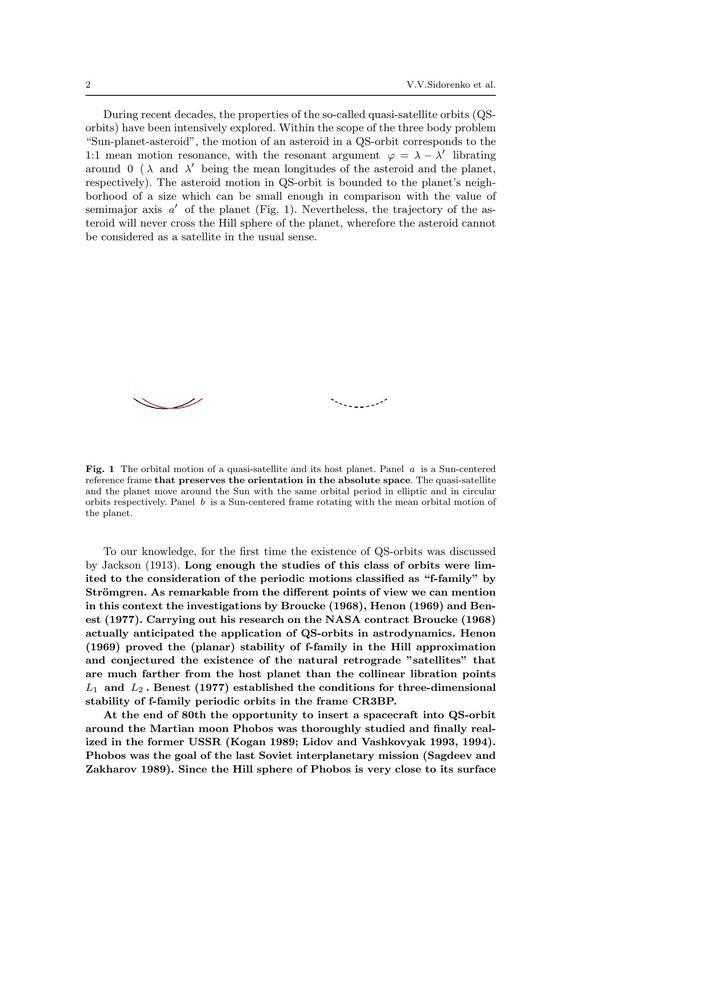 2 V.V.Sidorenko et al.
During recent decades, the properties of the so-called quasi-satellite orbits (QS-
orbits) have been intensively explored. Within the scope of the three body problem
“Sun-planet-asteroid”, the motion of an asteroid in a QS-orbit corresponds to the
1:1 mean motion resonance, with the resonant argument φ = λ − λ′ librating
around 0 ( λ and λ′ being the mean longitudes of the asteroid and the planet,
respectively). The asteroid motion in QS-orbit is bounded to the planet’s neigh-
borhood of a size which can be small enough in comparison with the value of
semimajor axis a′ of the planet (Fig. 1). Nevertheless, the trajectory of the as-
teroid will never cross the Hill sphere of the planet, wherefore the asteroid cannot
be considered as a satellite in the usual sense.
Fig. 1 The orbital motion of a quasi-satellite and its host planet. Panel a is a Sun-centered
reference frame that preserves the orientation in the absolute space. The quasi-satellite
and the planet move around the Sun with the same orbital period in elliptic and in circular
orbits respectively. Panel b is a Sun-centered frame rotating with the mean orbital motion of
the planet.
To our knowledge, for the first time the existence of QS-orbits was discussed
by Jackson (1913). Long enough the studies of this class of orbits were lim-
ited to the consideration of the periodic motions classified as “f-family” by
Strömgren. As remarkable from the different points of view we can mention
in this context the investigations by Broucke (1968), Henon (1969) and Ben-
est (1977). Carrying out his research on the NASA contract Broucke (1968)
actually anticipated the application of QS-orbits in astrodynamics. Henon
(1969) proved the (planar) stability of f-family in the Hill approximation
and conjectured the existence of the natural retrograde ”satellites” that
are much farther from the host planet than the collinear libration points
L1 and L2 . Benest (1977) established the conditions for three-dimensional
stability of f-family periodic orbits in the frame CR3BP.
At the end of 80th the opportunity to insert a spacecraft into QS-orbit
around the Martian moon Phobos was thoroughly studied and finally real-
ized in the former USSR (Kogan 1989; Lidov and Vashkovyak 1993, 1994).
Phobos was the goal of the last Soviet interplanetary mission (Sagdeev and
Zakharov 1989). Since the Hill sphere of Phobos is very close to its surface